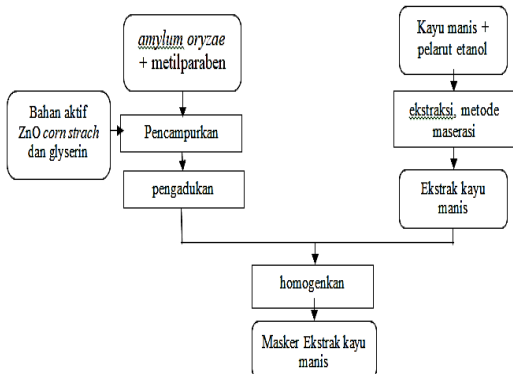 amylum oryzae
+ metilparaben
Kayu manis +
pelarut etanol
Bahan aktif
ZnO corn strach
dan glyserin
Pencampurkan
ekstraksi, metode
maserasi
pengadukan
Ekstrak kayu
manis
homogenkan
Masker Ekstrak kayu
manis